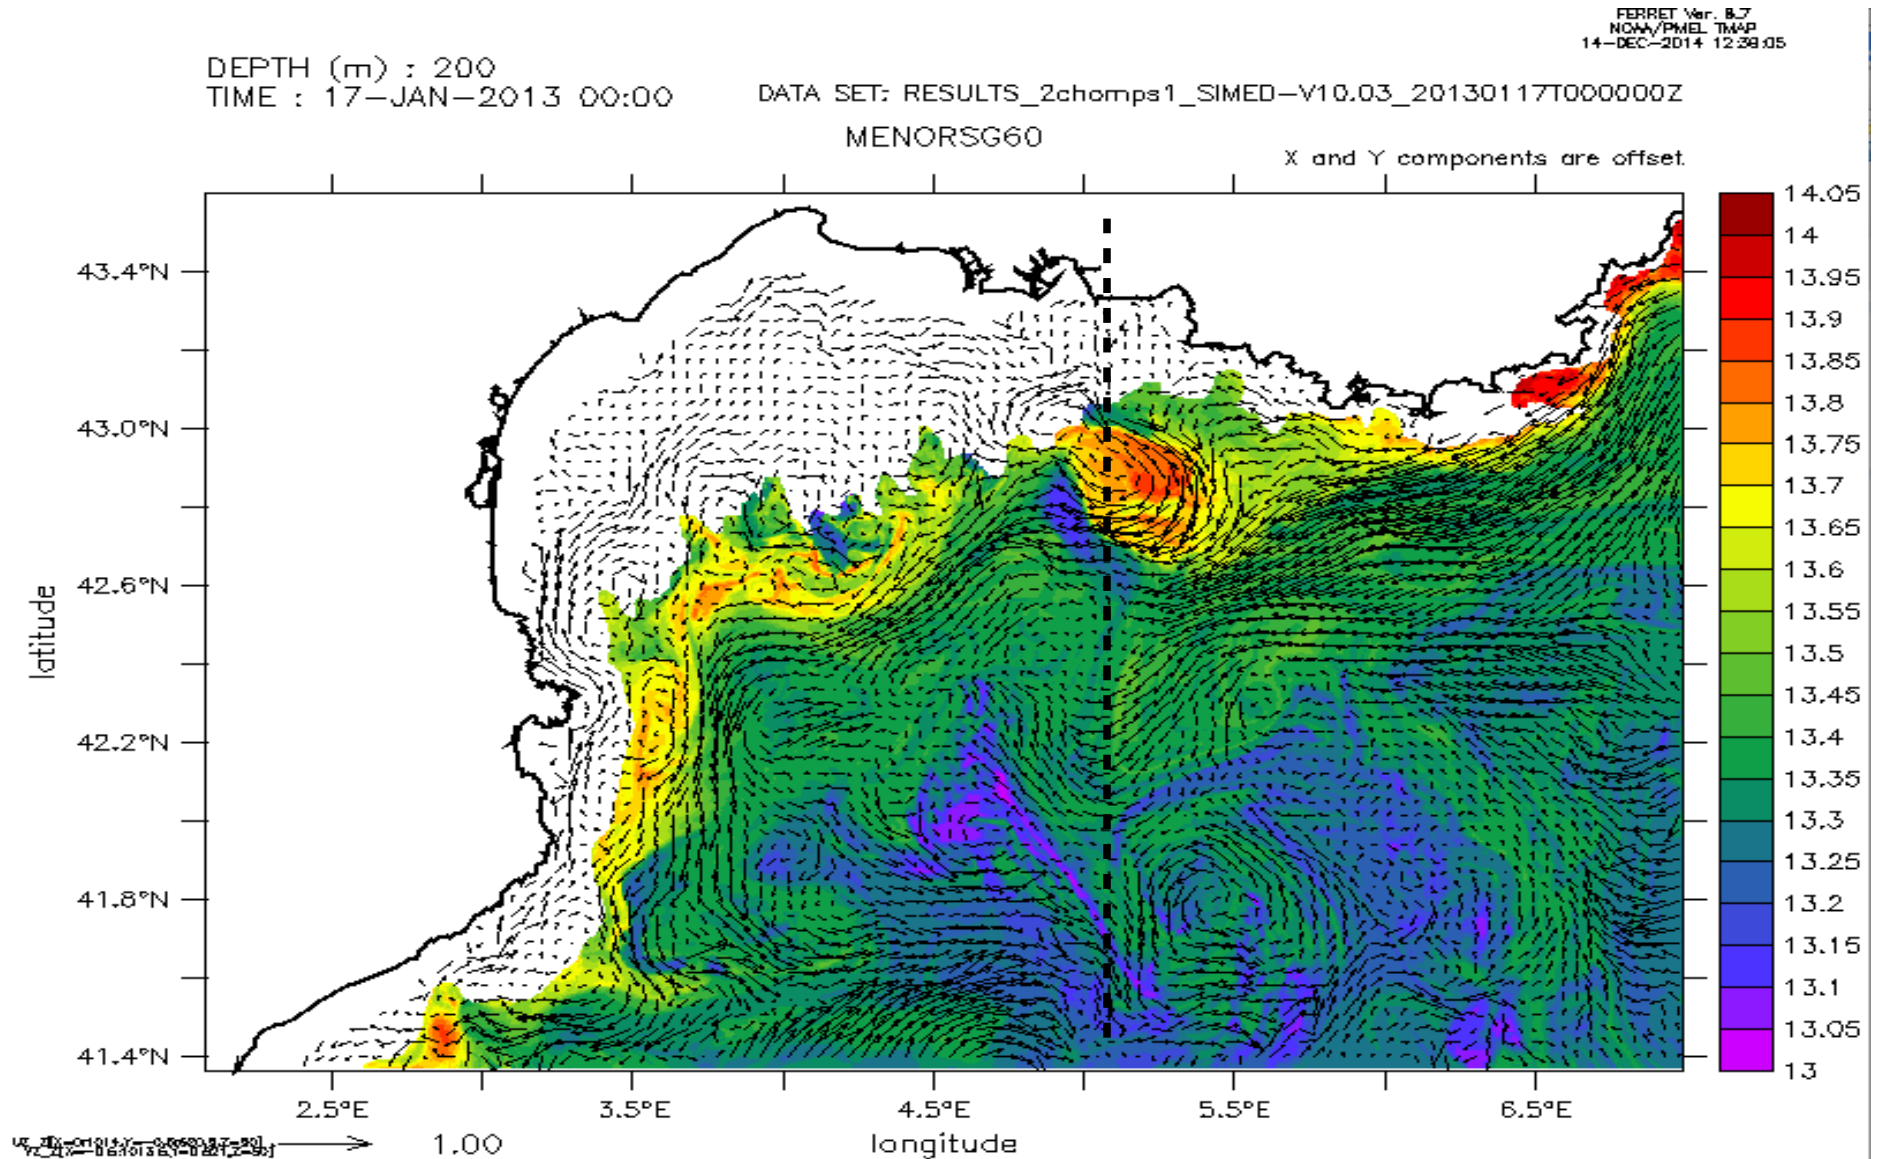 FERRET Ver. 6.7
NOAA/PMEL TMAP
14-DEC-2014 12:39:05
DEPTH (m) : 200
TIME : 17-JAN-2013 00:00
DATA SET: RESULTS_2chomps1_SIMED-V10.03_20130117T000000Z
MENORSG60
X and Y components are offset
43.4°N
43.0°N
42.6°N
42.2°N
41.8°N
41.4°N
latitude
2.5°E
3.5°E
4.5°E
5.5°E
6.5°E
longitude
14.05
14
13.95
13.9
13.85
13.8
13.75
13.7
13.65
13.6
13.55
13.5
13.45
13.4
13.35
13.3
13.25
13.2
13.15
13.1
13.05
13
1.00